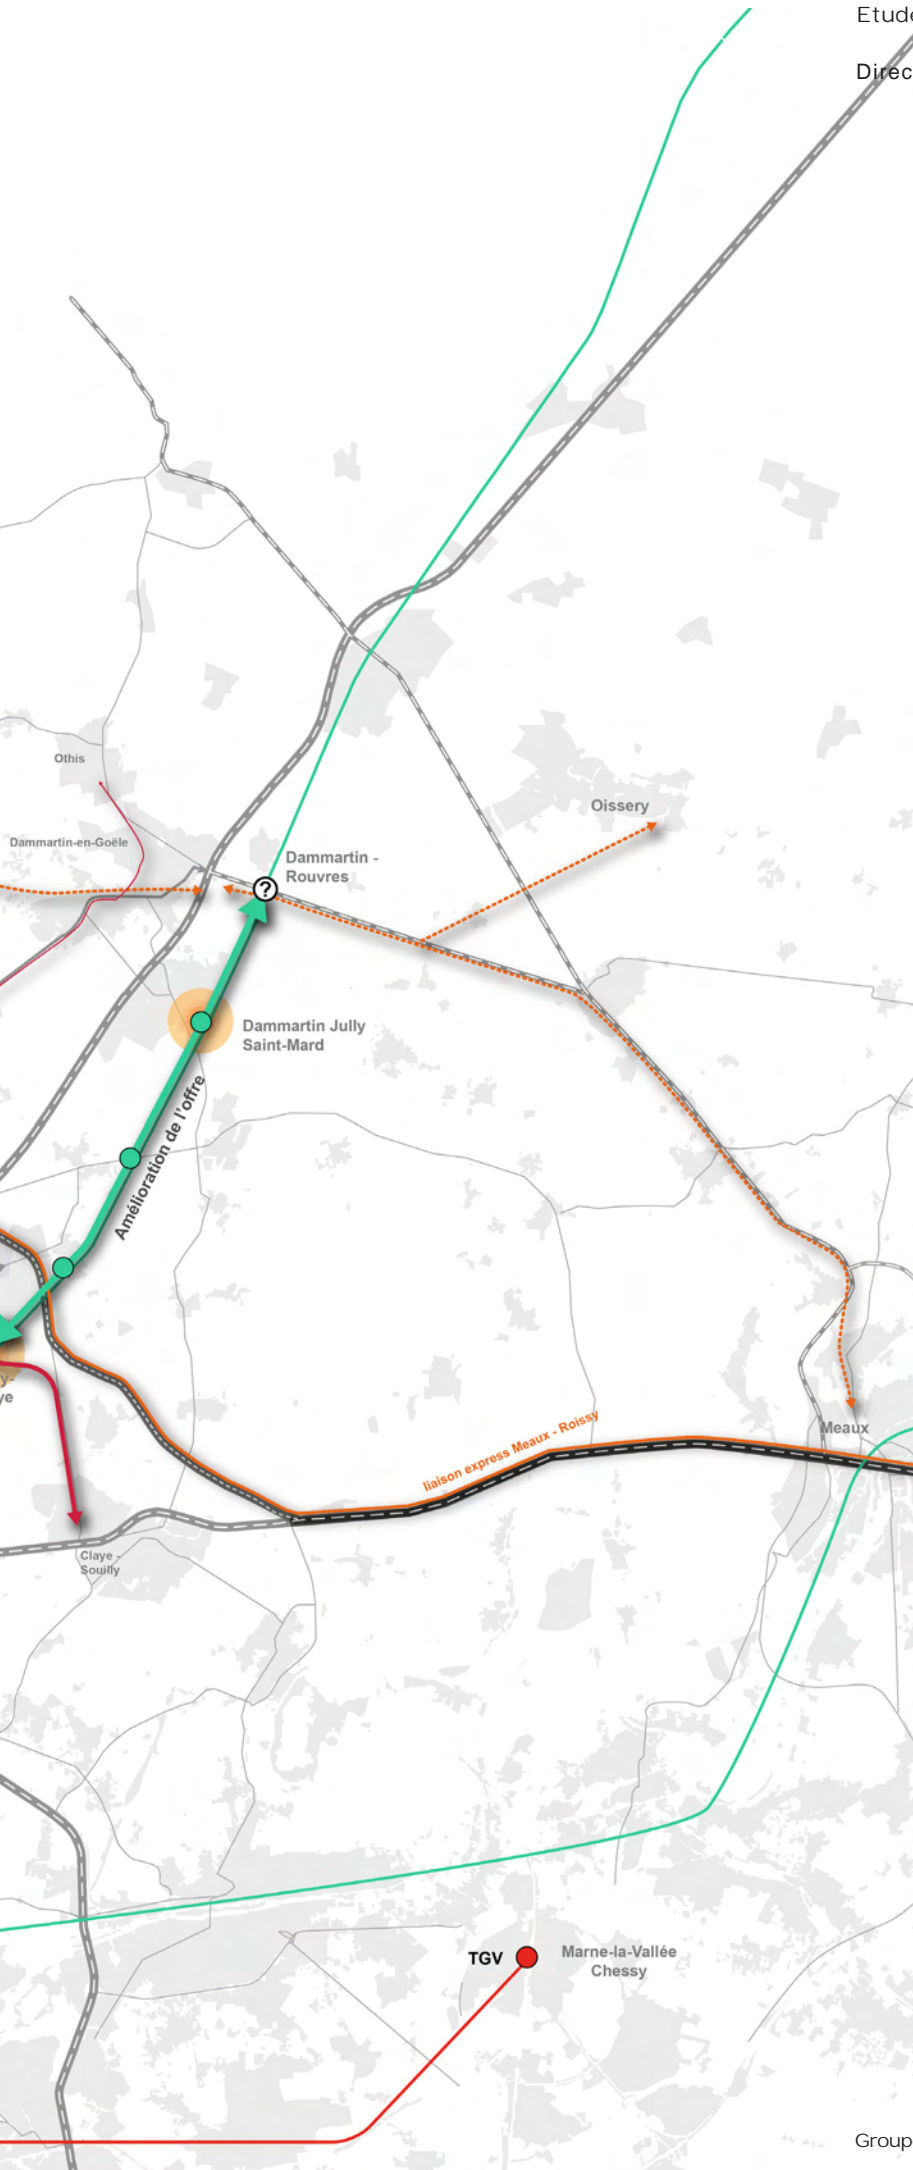 Etude
Direc
Othis
Oissery
Dammartin-en-Goële
Dammartin -
Rouvres
?
Dammartin Jully
Saint-Mard
Amélioration de l'offre
y-
ye
liaison express Meaux - Roissy
Meaux
Claye -
Souilly
TGV
Marne-la-Vallée
Chessy
Group